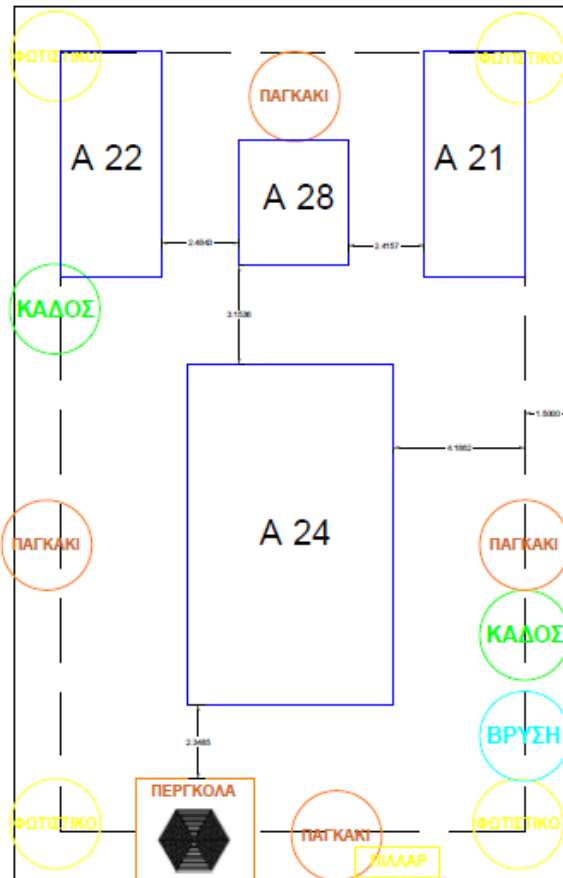 ΦΩΤΙΣΤΙΚΟ
ΦΩΤΙΣΤΙΚΟ
ΠΑΓΚΑΚΙ
Α 22
Α 28
Α 21
2.4843
2.4157
ΚΑΔΟΣ
3.1536
1.5000
4.1862
Α 24
ΠΑΓΚΑΚΙ
ΠΑΓΚΑΚΙ
ΚΑΔΟΣ
ΒΡΥΣΗ
2.3485
ΠΕΡΓΚΟΛΑ
ΦΩΤΙΣΤΙΚΟ
ΠΑΓΚΑΚΙ
ΦΩΤΙΣΤΙΚΟ
ΠΙΛΛΑΡ